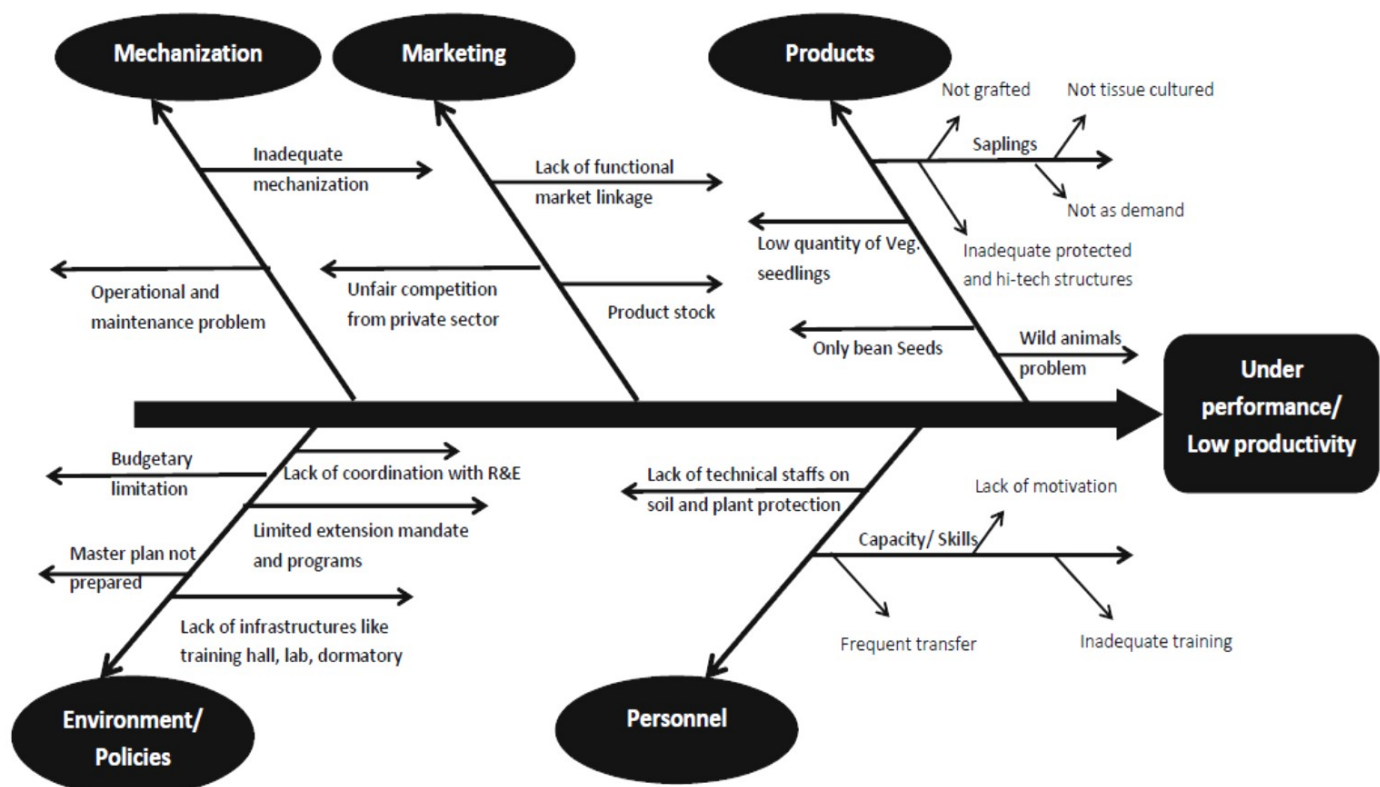 Mechanization
Marketing
Products
Not grafted
Not tissue cultured
Saplings
Not as demand
Inadequate protected
and hi-tech structures
Inadequate
mechanization
Operational and
maintenance problem
Lack of functional
market linkage
Unfair competition
from private sector
Product stock
Low quantity of Veg.
seedlings
Only bean Seeds
Wild animals
problem
Under
performance/
Low productivity
Budgetary
limitation
Lack of coordination with R&E
Limited extension mandate
and programs
Master plan not
prepared
Lack of infrastructures like
training hall, lab, dormatory
Environment/
Policies
Lack of technical staffs on
soil and plant protection
Lack of motivation
Capacity/ Skills
Frequent transfer
Inadequate training
Personnel